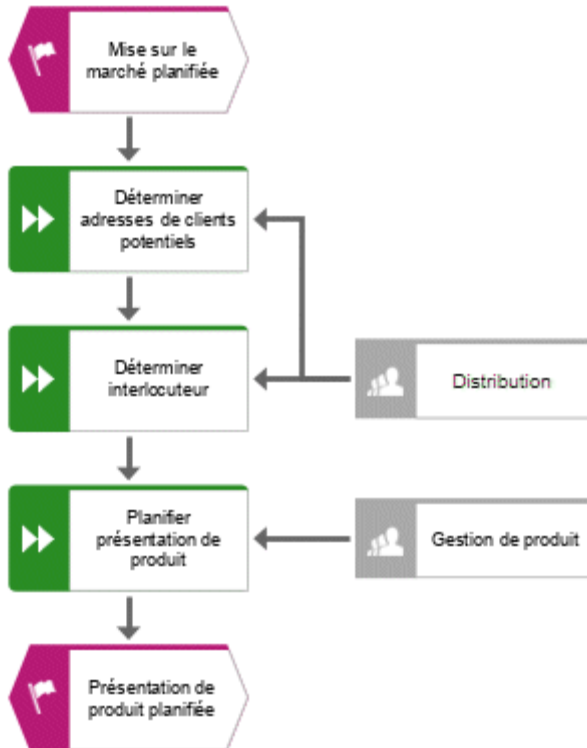 Mise sur le
marché planifiée
Déterminer
adresses de clients
potentiels
Déterminer
interlocuteur
Distribution
Planifier
présentation de
produit
Gestion de produit
Présentation de
produit planifiée